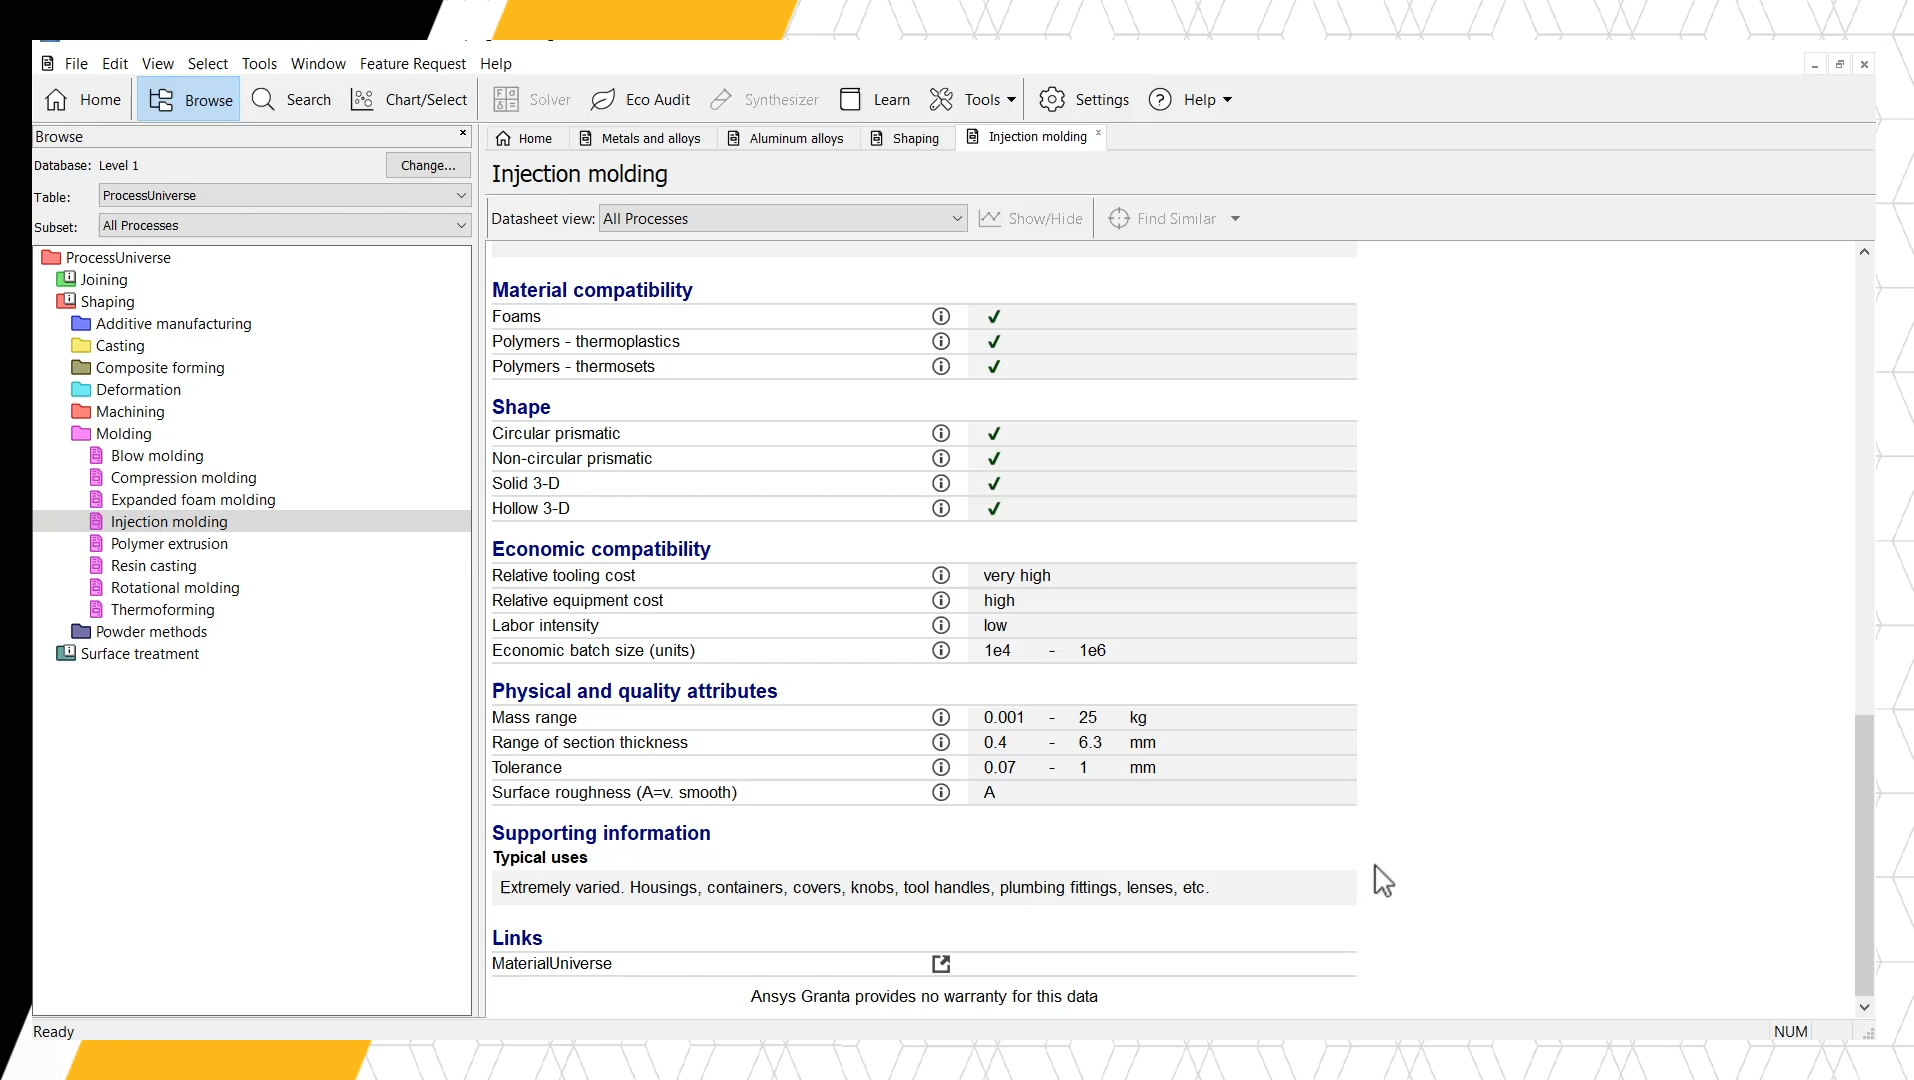 File Edit View Select Tools Window Feature Request Help
Home Browse Search Chart/Select Solver Eco Audit Synthesizer Learn Tools Settings Help
Browse
Database: Level 1 Change...
Table: ProcessUniverse
Subset: All Processes
ProcessUniverse
Joining
Shaping
Additive manufacturing
Casting
Composite forming
Deformation
Machining
Molding
Blow molding
Compression molding
Expanded foam molding
Injection molding
Polymer extrusion
Resin casting
Rotational molding
Thermoforming
Powder methods
Surface treatment
Home Metals and alloys Aluminum alloys Shaping Injection molding
Injection molding
Datasheet view: All Processes Show/Hide Find Similar
Material compatibility
Foams
Polymers - thermoplastics
Polymers - thermosets
Shape
Circular prismatic
Non-circular prismatic
Solid 3-D
Hollow 3-D
Economic compatibility
Relative tooling cost very high
Relative equipment cost high
Labor intensity low
Economic batch size (units) 1e4 - 1e6
Physical and quality attributes
Mass range 0.001 - 25 kg
Range of section thickness 0.4 - 6.3 mm
Tolerance 0.07 - 1 mm
Surface roughness (A=v. smooth) A
Supporting information
Typical uses
Extremely varied. Housings, containers, covers, knobs, tool handles, plumbing fittings, lenses, etc.
Links
MaterialUniverse
Ansys Granta provides no warranty for this data
Ready NUM